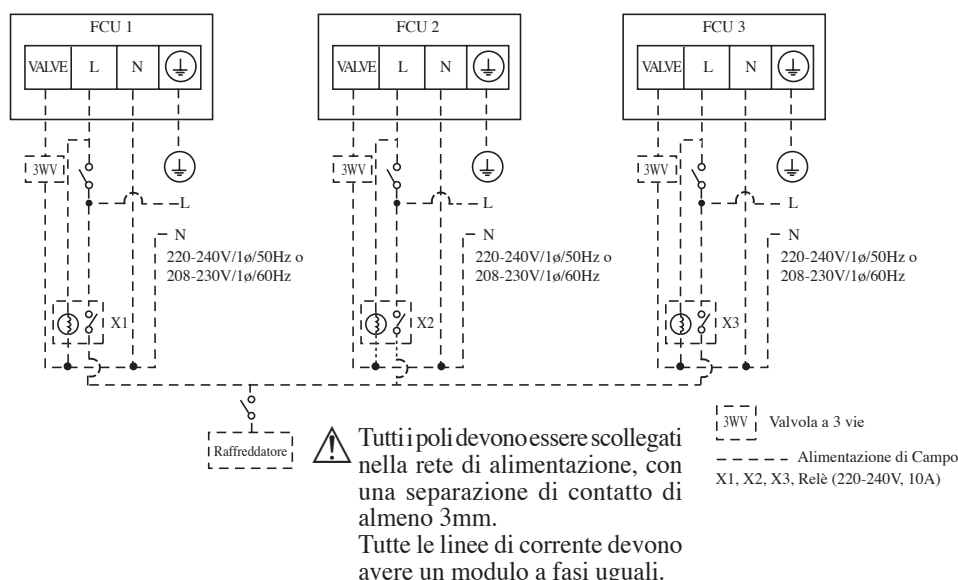 FCU 1
FCU 2
FCU 3
VALVE L N
VALVE L N
VALVE L N
3WV
3WV
3WV
L
L
L
N
220-240V/1ø/50Hz o
208-230V/1ø/60Hz
N
220-240V/1ø/50Hz o
208-230V/1ø/60Hz
N
220-240V/1ø/50Hz o
208-230V/1ø/60Hz
X1
X2
X3
Raffreddatore
Tutti i poli devono essere scollegati
nella rete di alimentazione, con
una separazione di contatto di
almeno 3mm.
Tutte le linee di corrente devono
avere un modulo a fasi uguali.
3WV Valvola a 3 vie
Alimentazione di Campo
X1, X2, X3, Relè (220-240V, 10A)